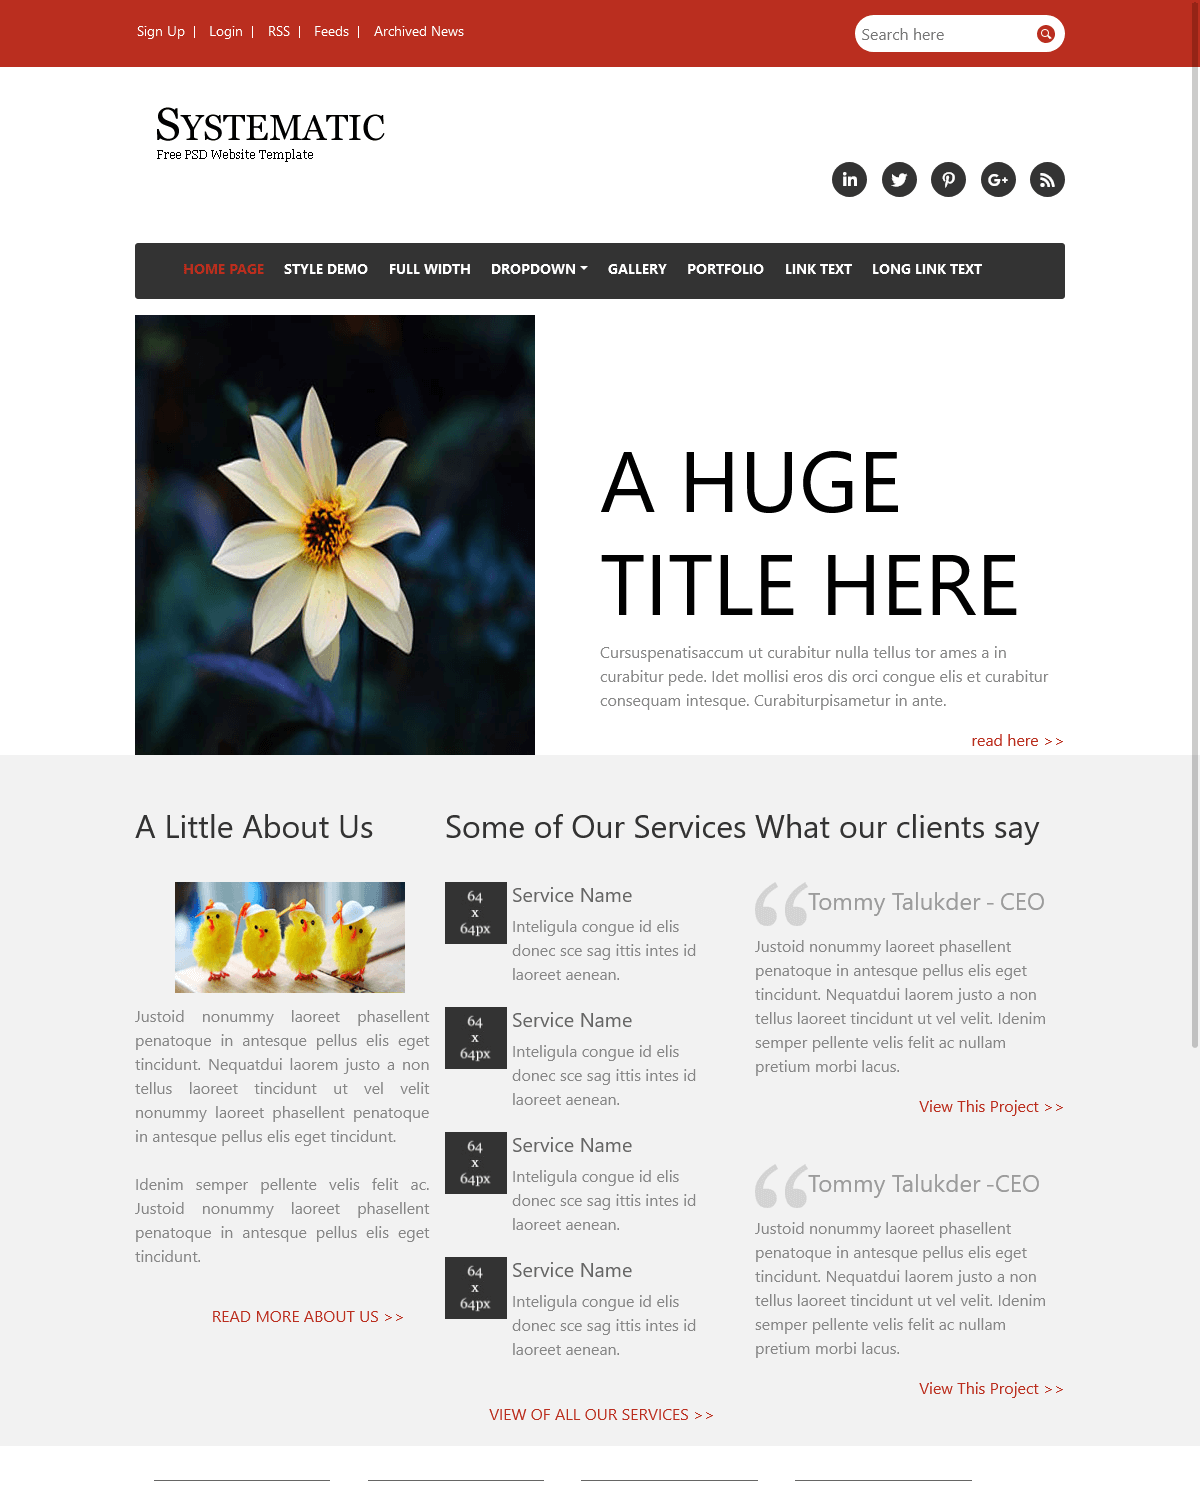 Sign Up | Login | RSS | Feeds | Archived News
Search here
SYSTEMATIC
Free PSD Website Template
HOME PAGE STYLE DEMO FULL WIDTH DROPDOWN GALLERY PORTFOLIO LINK TEXT LONG LINK TEXT
A HUGE
TITLE HERE
Cursuspenatisaccum ut curabitur nulla tellus tor ames a in
curabitur pede. Idet mollisi eros dis orci congue elis et curabitur
consequam intesque. Curabiturpisametur in ante.
read here >>
A Little About Us
Justoid nonummy laoreet phasellent
penatoque in antesque pellus elis eget
tincidunt. Nequatdui laorem justo a non
tellus laoreet tincidunt ut vel velit
nonummy laoreet phasellent penatoque
in antesque pellus elis eget tincidunt.
Idenim semper pellente velis felit ac.
Justoid nonummy laoreet phasellent
penatoque in antesque pellus elis eget
tincidunt.
READ MORE ABOUT US >>
Some of Our Services
64
x
64px
Service Name
Inteligula congue id elis
donec sce sag ittis intes id
laoreet aenean.
64
x
64px
Service Name
Inteligula congue id elis
donec sce sag ittis intes id
laoreet aenean.
64
x
64px
Service Name
Inteligula congue id elis
donec sce sag ittis intes id
laoreet aenean.
64
x
64px
Service Name
Inteligula congue id elis
donec sce sag ittis intes id
laoreet aenean.
VIEW OF ALL OUR SERVICES >>
What our clients say
Tommy Talukder - CEO
Justoid nonummy laoreet phasellent
penatoque in antesque pellus elis eget
tincidunt. Nequatdui laorem justo a non
tellus laoreet tincidunt ut vel velit. Idenim
semper pellente velis felit ac nullam
pretium morbi lacus.
View This Project >>
Tommy Talukder -CEO
Justoid nonummy laoreet phasellent
penatoque in antesque pellus elis eget
tincidunt. Nequatdui laorem justo a non
tellus laoreet tincidunt ut vel velit. Idenim
semper pellente velis felit ac nullam
pretium morbi lacus.
View This Project >>